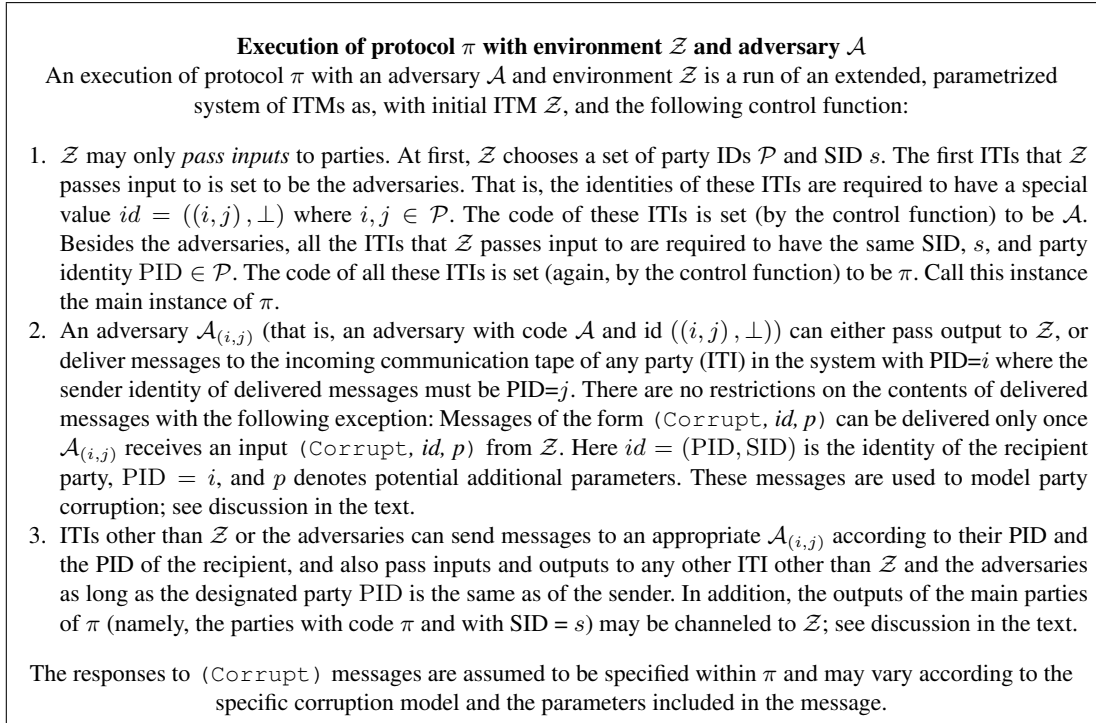 Execution of protocol π with environment 𝒵 and adversary 𝒜
An execution of protocol π with an adversary 𝒜 and environment 𝒵 is a run of an extended, parametrized
system of ITMs as, with initial ITM 𝒵, and the following control function:
1. 𝒵 may only pass inputs to parties. At first, 𝒵 chooses a set of party IDs 𝒫 and SID s. The first ITIs that 𝒵
passes input to is set to be the adversaries. That is, the identities of these ITIs are required to have a special
value id = ((i, j) , ⊥) where i, j ∈ 𝒫. The code of these ITIs is set (by the control function) to be 𝒜.
Besides the adversaries, all the ITIs that 𝒵 passes input to are required to have the same SID, s, and party
identity PID ∈ 𝒫. The code of all these ITIs is set (again, by the control function) to be π. Call this instance
the main instance of π.
2. An adversary 𝒜(i,j) (that is, an adversary with code 𝒜 and id ((i, j) , ⊥)) can either pass output to 𝒵, or
deliver messages to the incoming communication tape of any party (ITI) in the system with PID=i where the
sender identity of delivered messages must be PID=j. There are no restrictions on the contents of delivered
messages with the following exception: Messages of the form (Corrupt, id, p) can be delivered only once
𝒜(i,j) receives an input (Corrupt, id, p) from 𝒵. Here id = (PID, SID) is the identity of the recipient
party, PID = i, and p denotes potential additional parameters. These messages are used to model party
corruption; see discussion in the text.
3. ITIs other than 𝒵 or the adversaries can send messages to an appropriate 𝒜(i,j) according to their PID and
the PID of the recipient, and also pass inputs and outputs to any other ITI other than 𝒵 and the adversaries
as long as the designated party PID is the same as of the sender. In addition, the outputs of the main parties
of π (namely, the parties with code π and with SID = s) may be channeled to 𝒵; see discussion in the text.
The responses to (Corrupt) messages are assumed to be specified within π and may vary according to the
specific corruption model and the parameters included in the message.